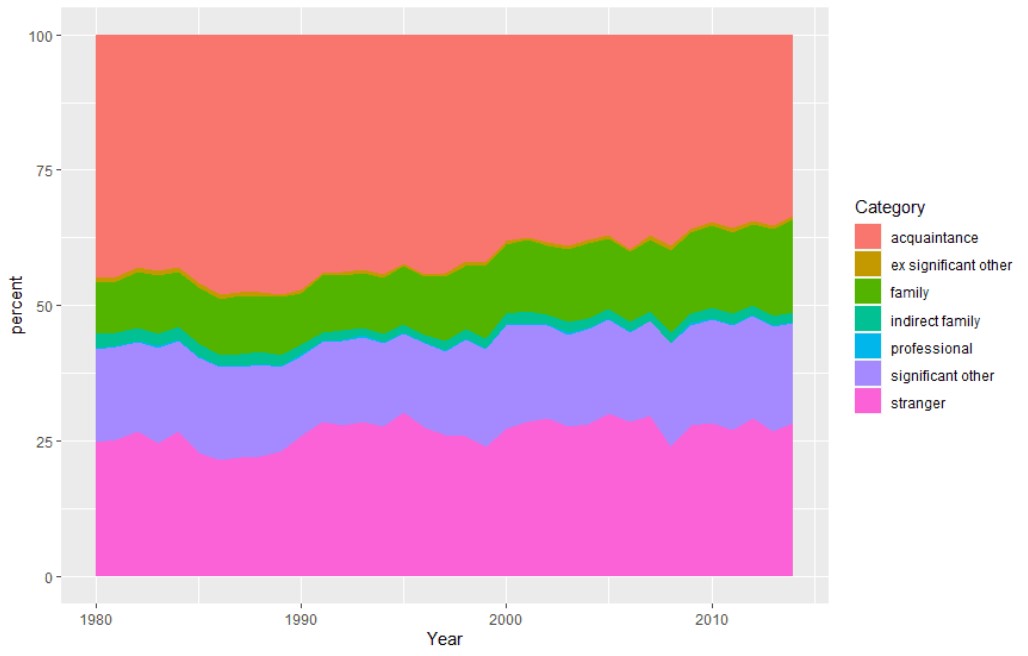 100
75
50
25
0
percent
1980
1990
2000
2010
Year
Category
acquaintance
ex significant other
family
indirect family
professional
significant other
stranger